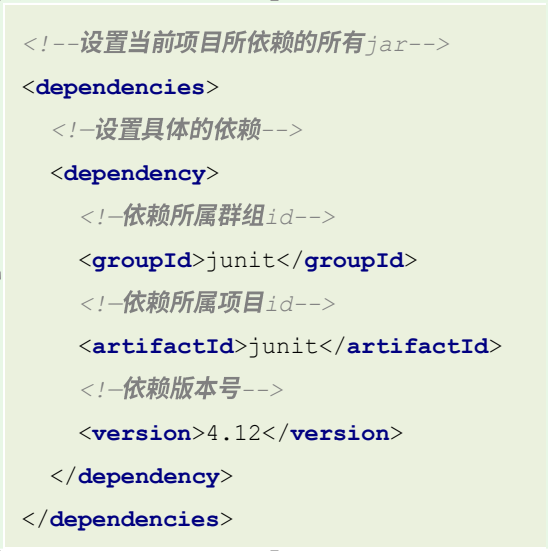 <!--设置当前项目所依赖的所有jar-->
<dependencies>
<!—设置具体的依赖-->
<dependency>
<!—依赖所属群组id-->
<groupId>junit</groupId>
<!—依赖所属项目id-->
<artifactId>junit</artifactId>
<!—依赖版本号-->
<version>4.12</version>
</dependency>
</dependencies>